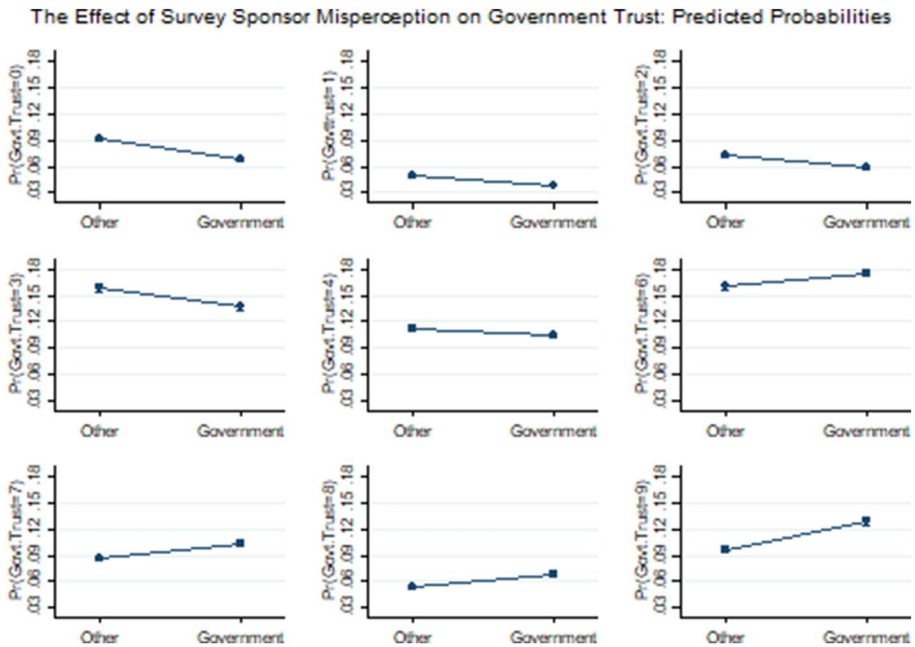 The Effect of Survey Sponsor Misperception on Government Trust: Predicted Probabilities
Pr(Govt.Trust=0)
.03 .06 .09 .12 .15 .18
Other Government
Pr(Govttrust=1)
.03 .06 .09 .12 .15 .18
Other Government
Pr(Govt.Trust=2)
.03 .06 .09 .12 .15 .18
Other Government
Pr(Govt.Trust=3)
.03 .06 .09 .12 .15 .18
Other Government
Pr(Govt.Trust=4)
.03 .06 .09 .12 .15 .18
Other Government
Pr(Govt.Trust=6)
.03 .06 .09 .12 .15 .18
Other Government
Pr(Govt.Trust=7)
.03 .06 .09 .12 .15 .18
Other Government
Pr(Govt.Trust=8)
.03 .06 .09 .12 .15 .18
Other Government
Pr(Govt.Trust=9)
.03 .06 .09 .12 .15 .18
Other Government